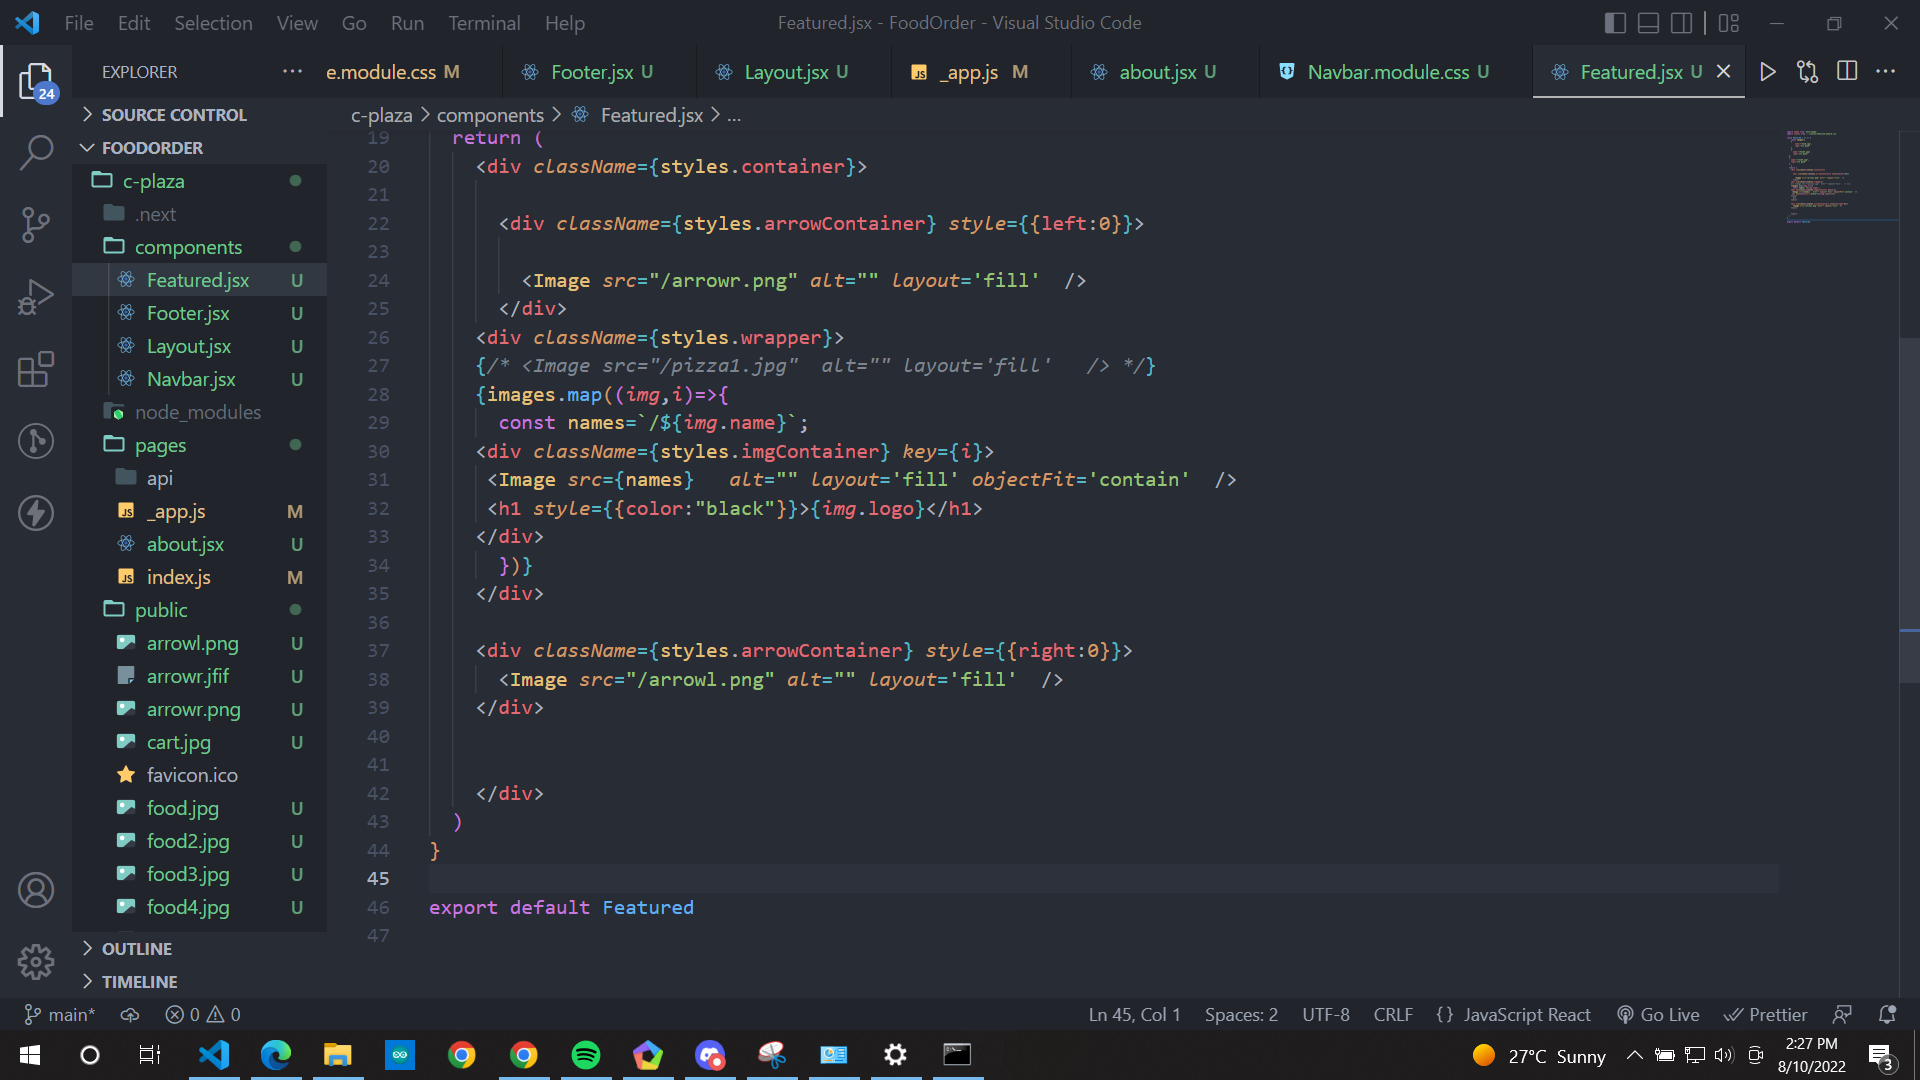 File Edit Selection View Go Run Terminal Help
Featured.jsx - FoodOrder - Visual Studio Code
EXPLORER
e.module.css M
Footer.jsx U
Layout.jsx U
JS _app.js M
about.jsx U
Navbar.module.css U
Featured.jsx U
24
SOURCE CONTROL
FOODORDER
c-plaza
.next
components
Featured.jsx U
Footer.jsx U
Layout.jsx U
Navbar.jsx U
node_modules
pages
api
JS _app.js M
about.jsx U
JS index.js M
public
arrowl.png U
arrowr.jfif U
arrowr.png U
cart.jpg U
favicon.ico
food.jpg U
food2.jpg U
food3.jpg U
food4.jpg U
OUTLINE
TIMELINE
c-plaza > components > Featured.jsx > ...
19 return (
20 <div className={styles.container}>
21
22 <div className={styles.arrowContainer} style={{left:0}}>
23
24 <Image src="/arrowr.png" alt="" layout='fill' />
25 </div>
26 <div className={styles.wrapper}>
27 {/* <Image src="/pizza1.jpg" alt="" layout='fill' /> */}
28 {images.map((img,i)=>{
29 const names=`/${img.name}`;
30 <div className={styles.imgContainer} key={i}>
31 <Image src={names} alt="" layout='fill' objectFit='contain' />
32 <h1 style={{color:"black"}}>{img.logo}</h1>
33 </div>
34 })}
35 </div>
36
37 <div className={styles.arrowContainer} style={{right:0}}>
38 <Image src="/arrowl.png" alt="" layout='fill' />
39 </div>
40
41
42 </div>
43 )
44 }
45
46 export default Featured
47
main* 0 0
Ln 45, Col 1 Spaces: 2 UTF-8 CRLF {} JavaScript React Go Live Prettier
27°C Sunny
2:27 PM
8/10/2022
3